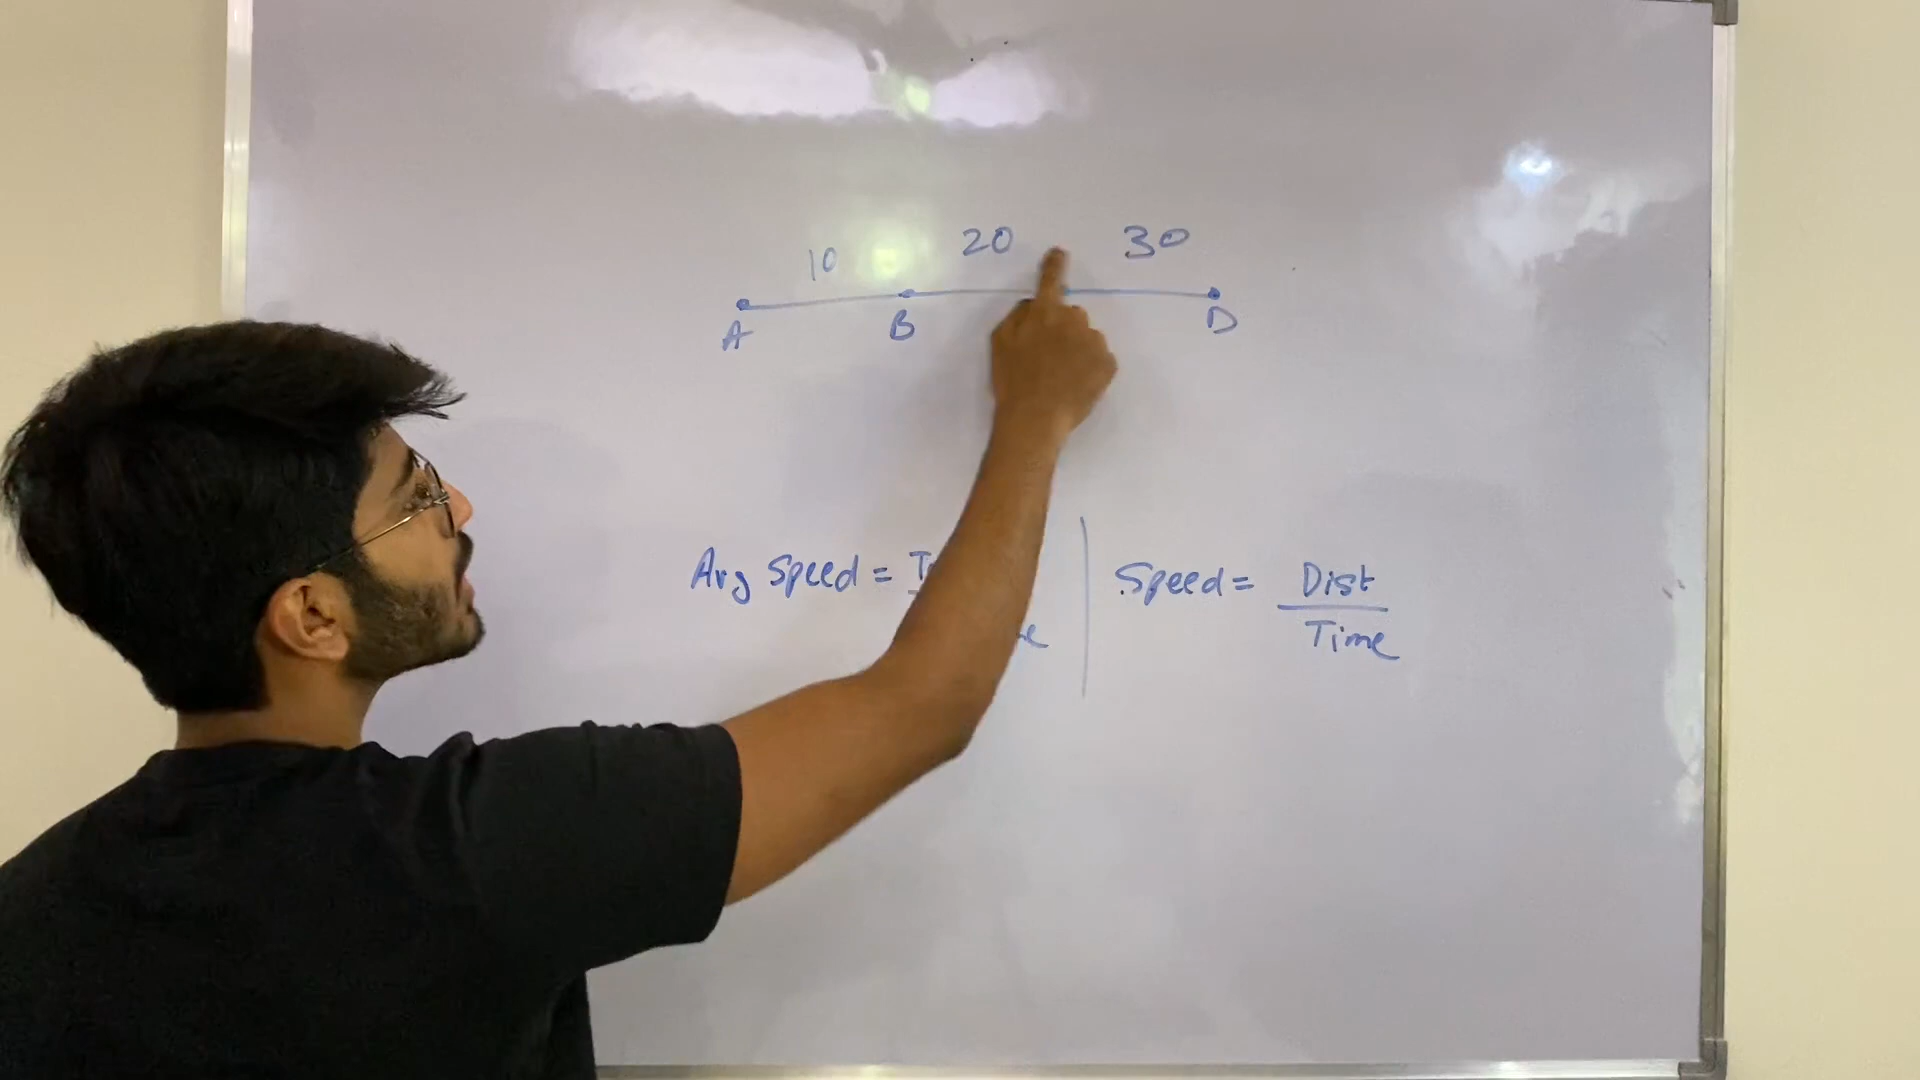 10 20 30
A B D
Avg Speed =
Speed = Dist
Time